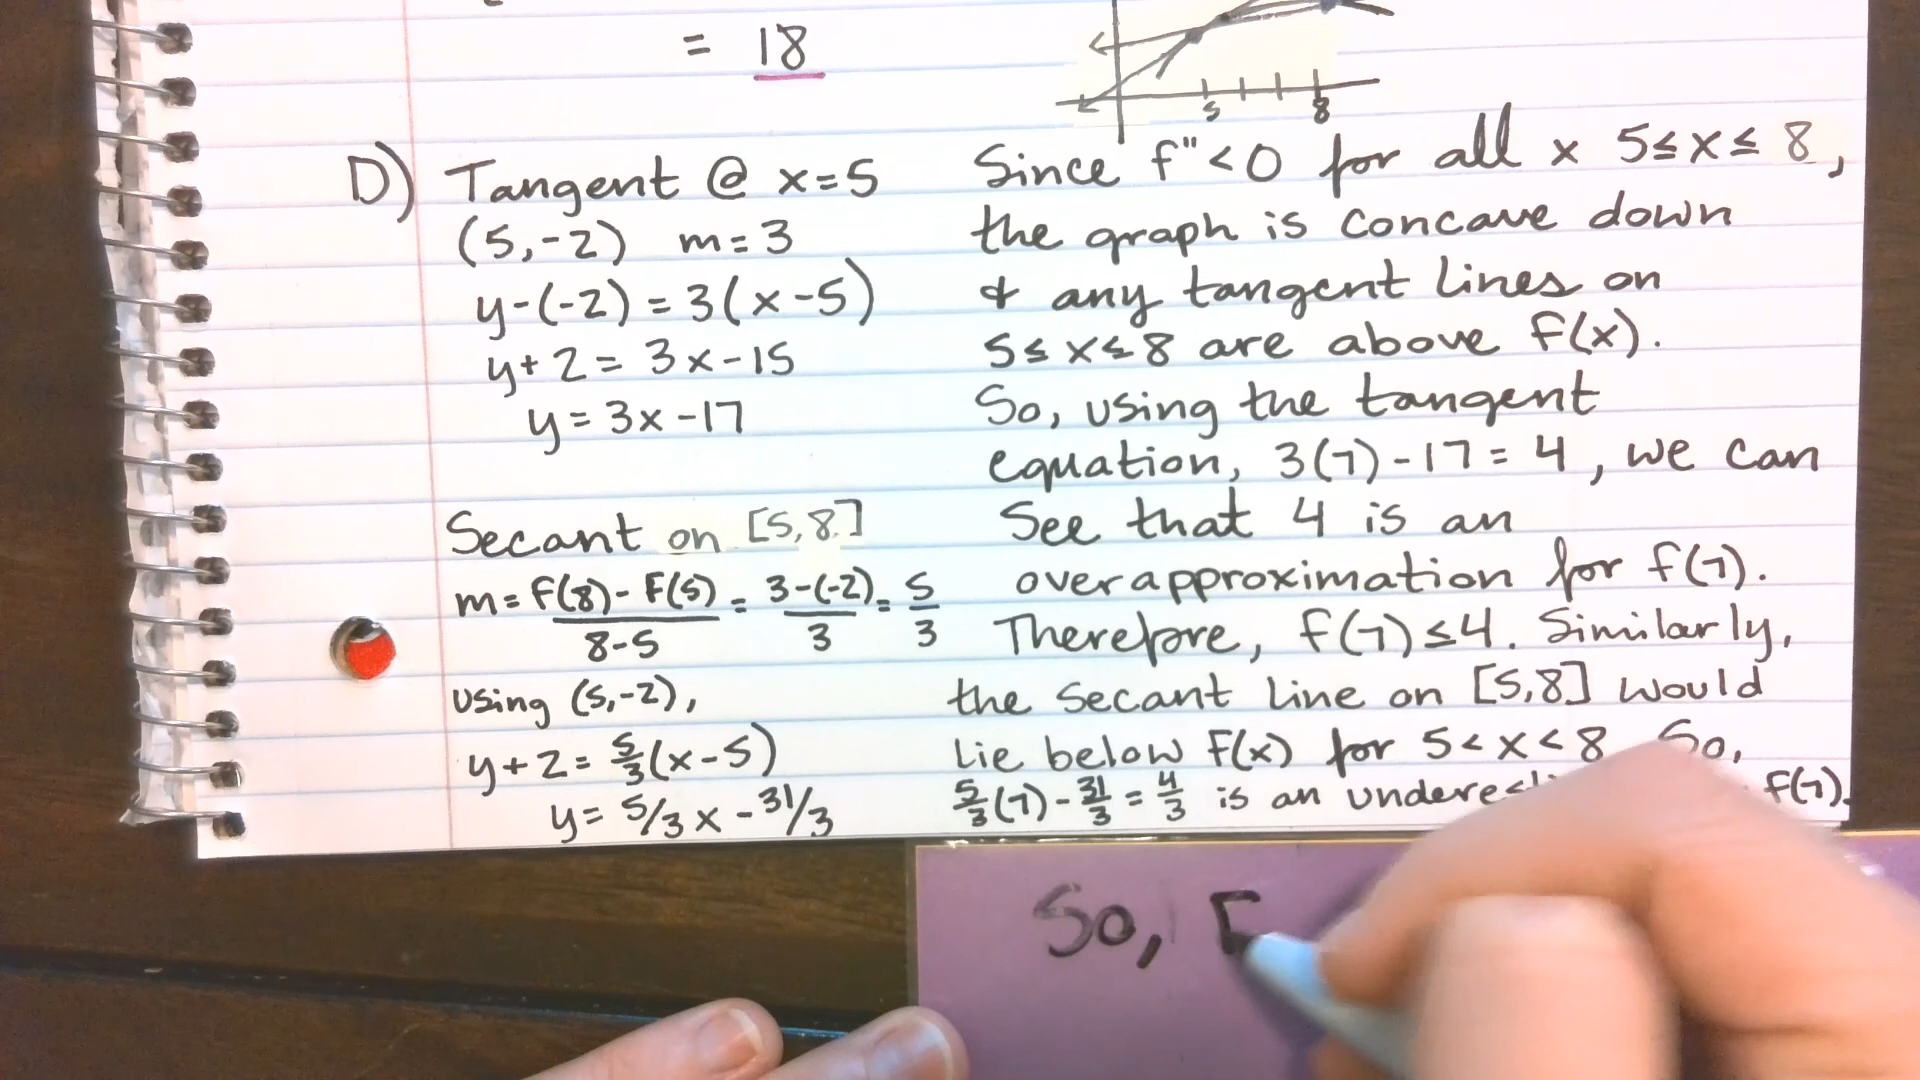 = 18
5 8
D) Tangent @ x=5
(5,-2) m=3
y-(-2) = 3(x-5)
y+2 = 3x-15
y = 3x-17
Secant on [5,8]
m = F(8)-F(5) / 8-5 = 3-(-2) / 3 = 5/3
using (5,-2),
y+2 = 5/3(x-5)
y = 5/3x - 31/3
Since f"<0 for all x 5≤x≤8,
the graph is concave down
& any tangent lines on
5≤x≤8 are above f(x).
So, using the tangent
equation, 3(7)-17=4, we can
See that 4 is an
overapproximation for f(7).
Therefore, f(7)≤4. Similarly,
the secant line on [5,8] would
lie below F(x) for 5<x<8. So,
5/3(7) - 31/3 = 4/3 is an f(7).
So,